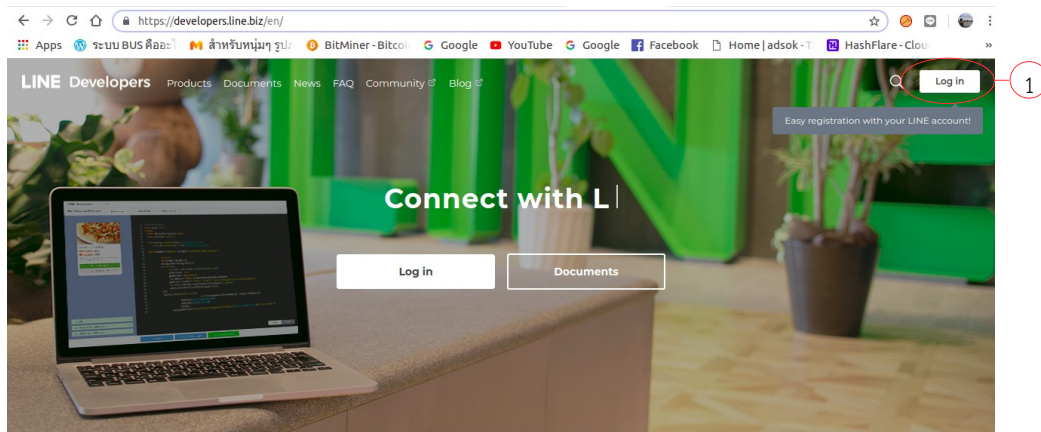 https://developers.line.biz/en/
Apps ระบบ BUS คืออะไ สำหรับหนุ่มๆ รูปภ BitMiner - Bitcoi Google YouTube Google Facebook Home | adsok - T HashFlare - Clou »
LINE Developers Products Documents News FAQ Community Blog Log in 1
Easy registration with your LINE account!
Connect with L
Log in Documents